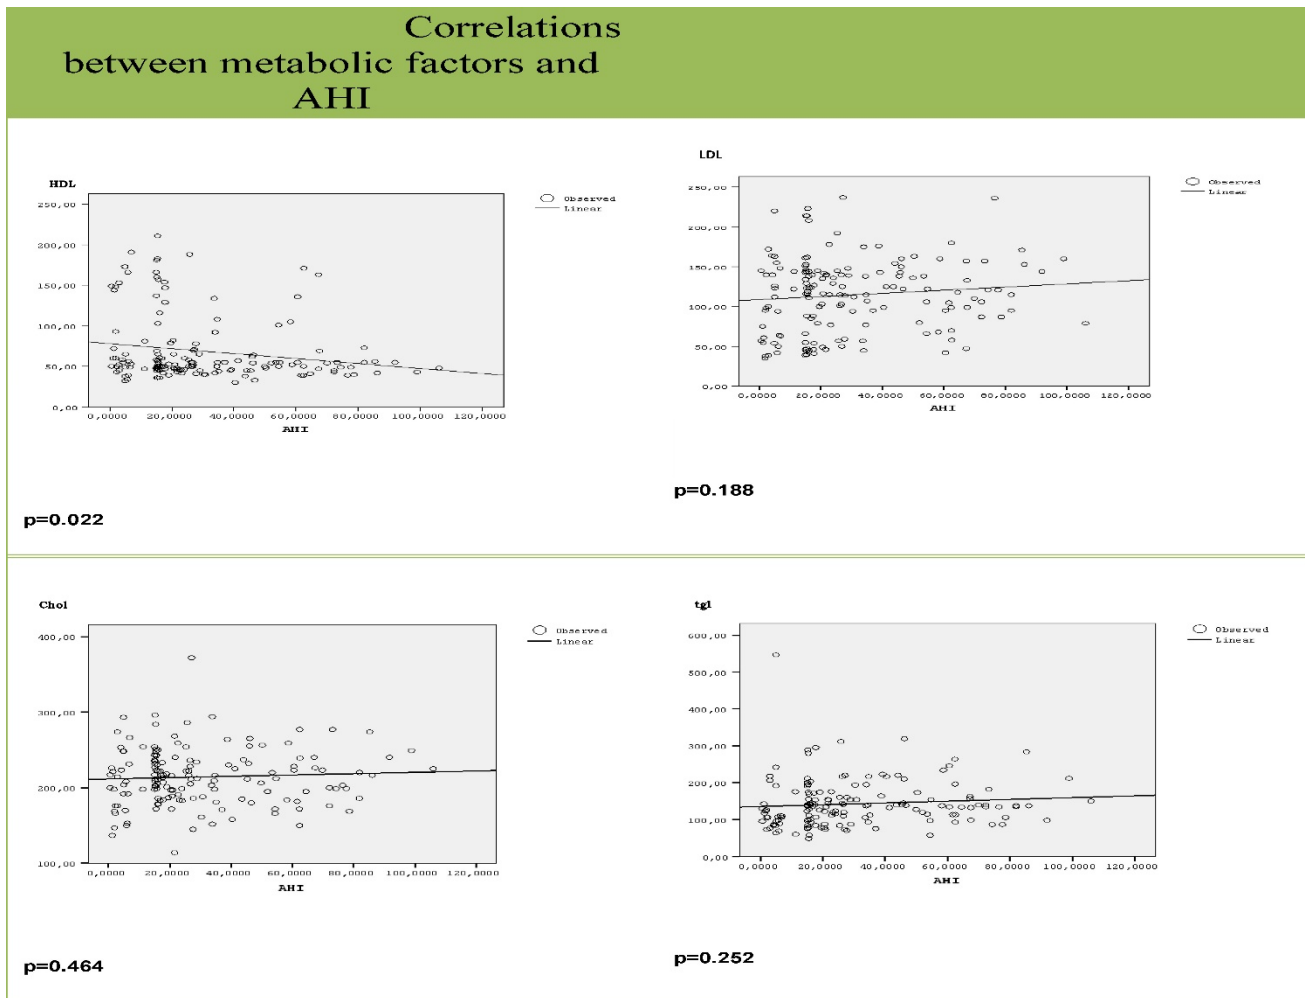 Correlations
between metabolic factors and
AHI
HDL
250,00
200,00
150,00
100,00
50,00
0,00
0,0000 20,0000 40,0000 60,0000 80,0000 100,0000 120,0000
AHI
Observed
Linear
p=0.022
LDL
250,00
200,00
150,00
100,00
50,00
0,00
0,0000 20,0000 40,0000 60,0000 80,0000 100,0000 120,0000
AHI
Observed
Linear
p=0.188
Chol
400,00
300,00
200,00
100,00
0,0000 20,0000 40,0000 60,0000 80,0000 100,0000 120,0000
AHI
Observed
Linear
p=0.464
tgl
600,00
500,00
400,00
300,00
200,00
100,00
0,00
0,0000 20,0000 40,0000 60,0000 80,0000 100,0000 120,0000
AHI
Observed
Linear
p=0.252